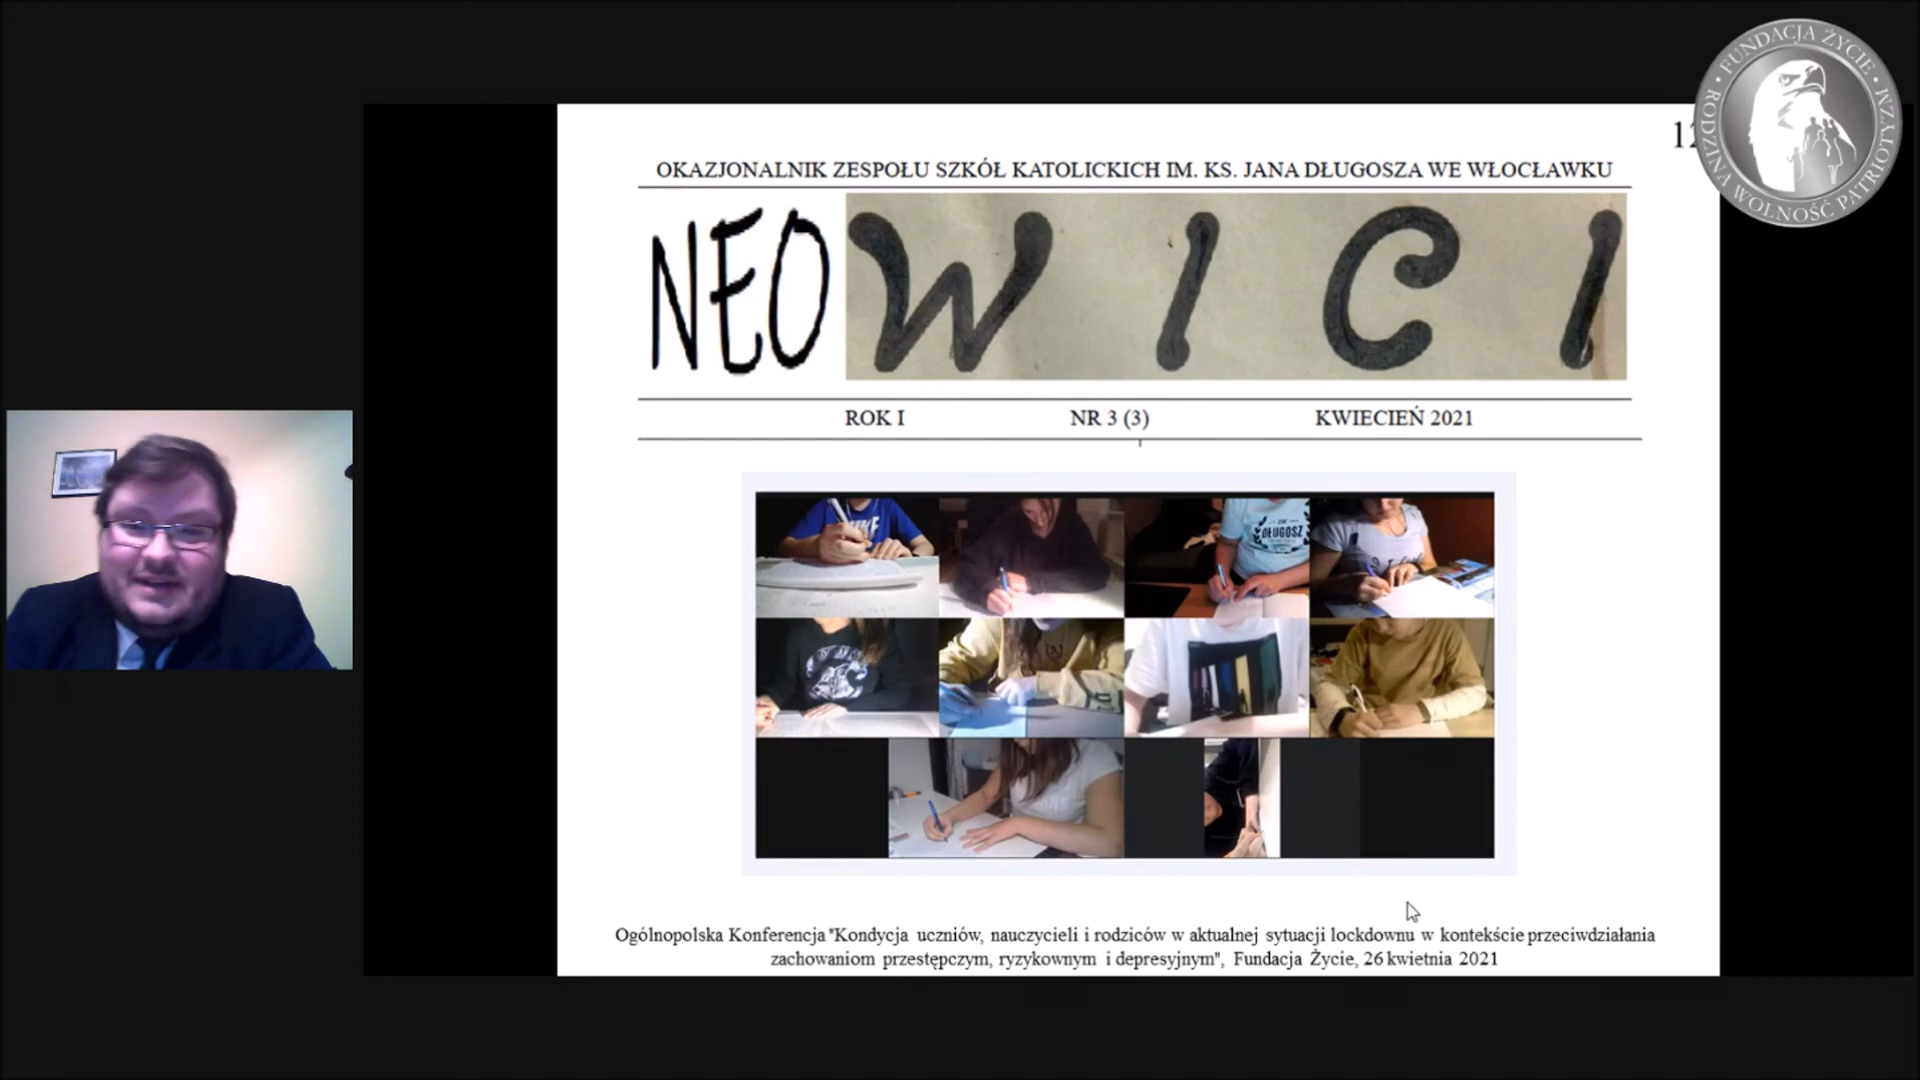 FUNDACJA ŻYCIE
RODZINA WOLNOŚĆ PATRIOTYZM
OKAZJONALNIK ZESPOŁU SZKÓŁ KATOLICKICH IM. KS. JANA DŁUGOSZA WE WŁOCŁAWKU
NEO WICI
ROK I NR 3 (3) KWIECIEŃ 2021
DŁUGOSZ
Ogólnopolska Konferencja "Kondycja uczniów, nauczycieli i rodziców w aktualnej sytuacji lockdownu w kontekście przeciwdziałania
zachowaniom przestępczym, ryzykownym i depresyjnym", Fundacja Życie, 26 kwietnia 2021